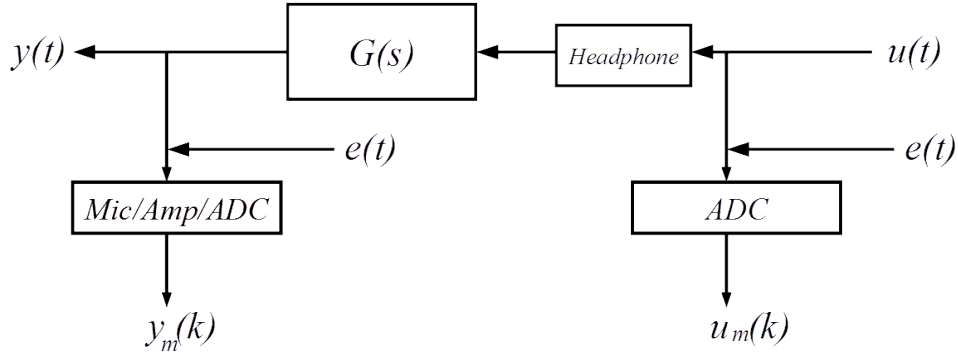 y(t)
G(s)
Headphone
u(t)
e(t)
e(t)
Mic/Amp/ADC
ADC
ym(k)
um(k)